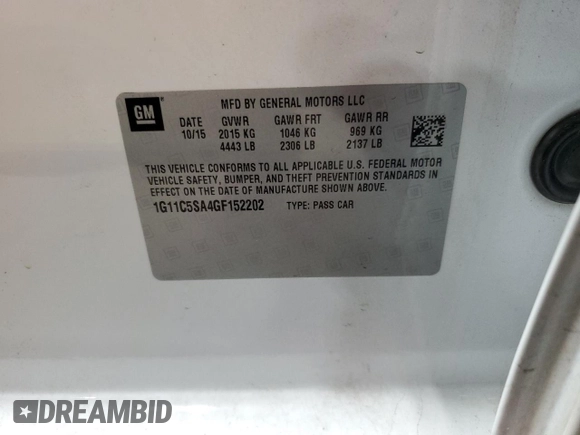 GM
MFD BY GENERAL MOTORS LLC
DATE GVWR GAWR FRT GAWR RR
10/15 2015 KG 1046 KG 969 KG
4443 LB 2306 LB 2137 LB
THIS VEHICLE CONFORMS TO ALL APPLICABLE U.S. FEDERAL MOTOR
VEHICLE SAFETY, BUMPER, AND THEFT PREVENTION STANDARDS IN
EFFECT ON THE DATE OF MANUFACTURE SHOWN ABOVE.
1G11C5SA4GF152202 TYPE: PASS CAR
DREAMBID